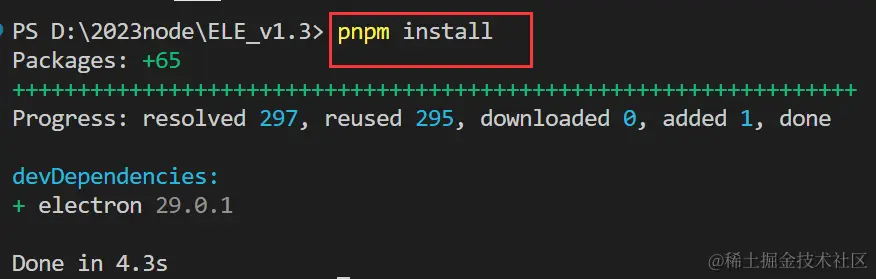 PS D:\2023node\ELE_v1.3> pnpm install
Packages: +65
+++++++++++++++++++++++++++++++++++++++++++++++++++++++++++++++++
Progress: resolved 297, reused 295, downloaded 0, added 1, done
devDependencies:
+ electron 29.0.1
Done in 4.3s
@稀土掘金技术社区